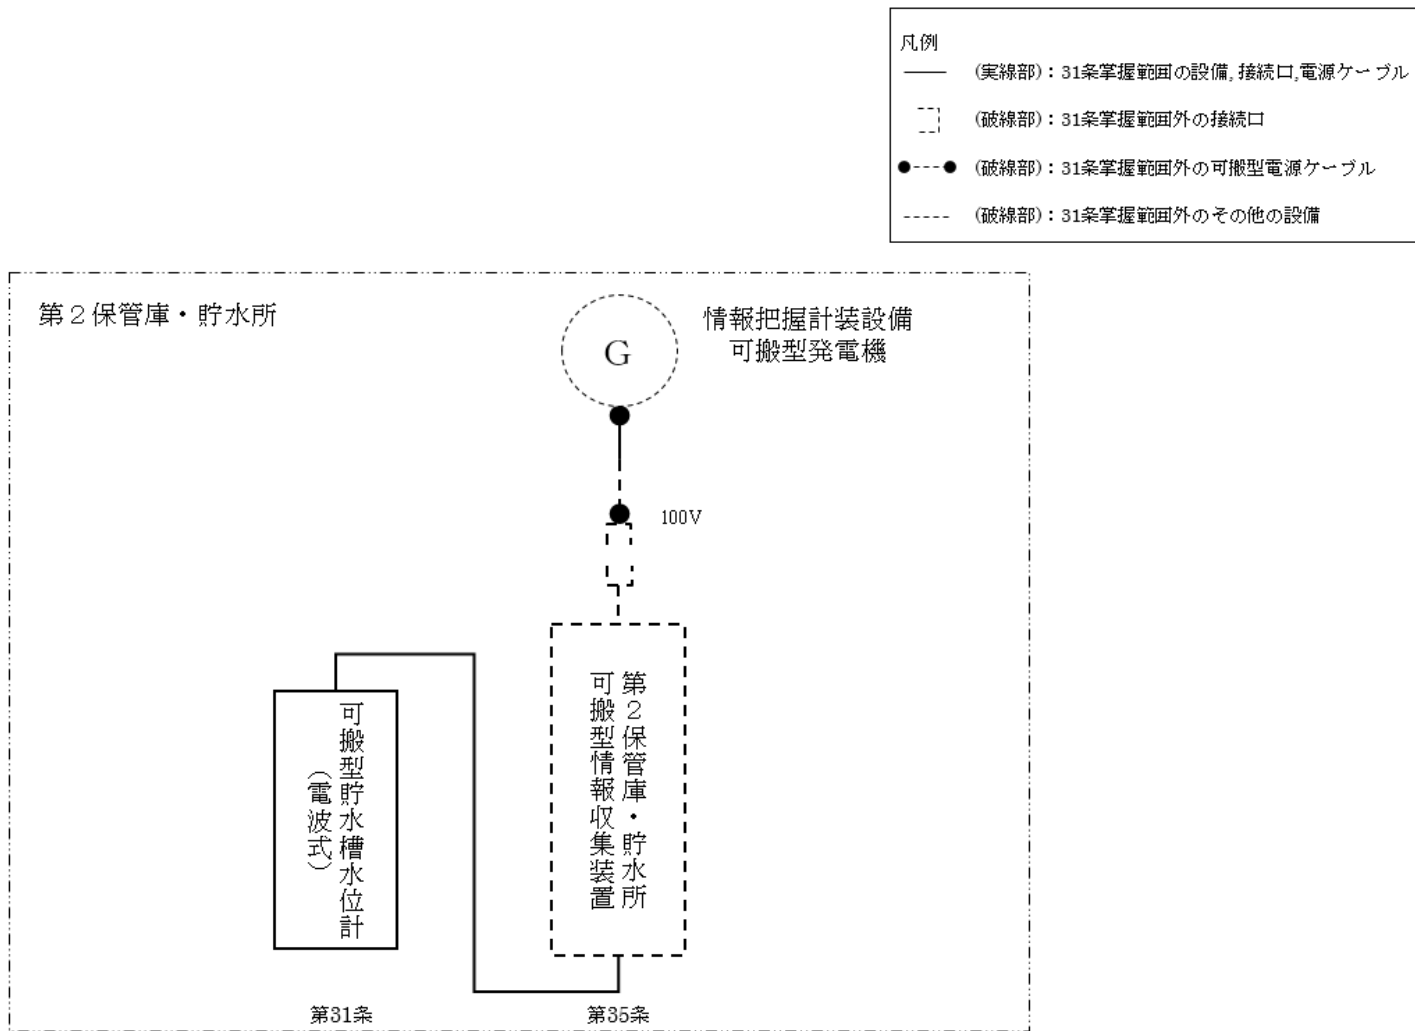 凡例
(実線部)：31条掌握範囲の設備,接続口,電源ケーブル
(破線部)：31条掌握範囲外の接続口
(破線部)：31条掌握範囲外の可搬型電源ケーブル
(破線部)：31条掌握範囲外のその他の設備
第２保管庫・貯水所
情報把握計装設備
可搬型発電機
G
100V
第２保管庫・貯水所
可搬型情報収集装置
可搬型貯水槽水位計
（電波式）
第31条
第35条